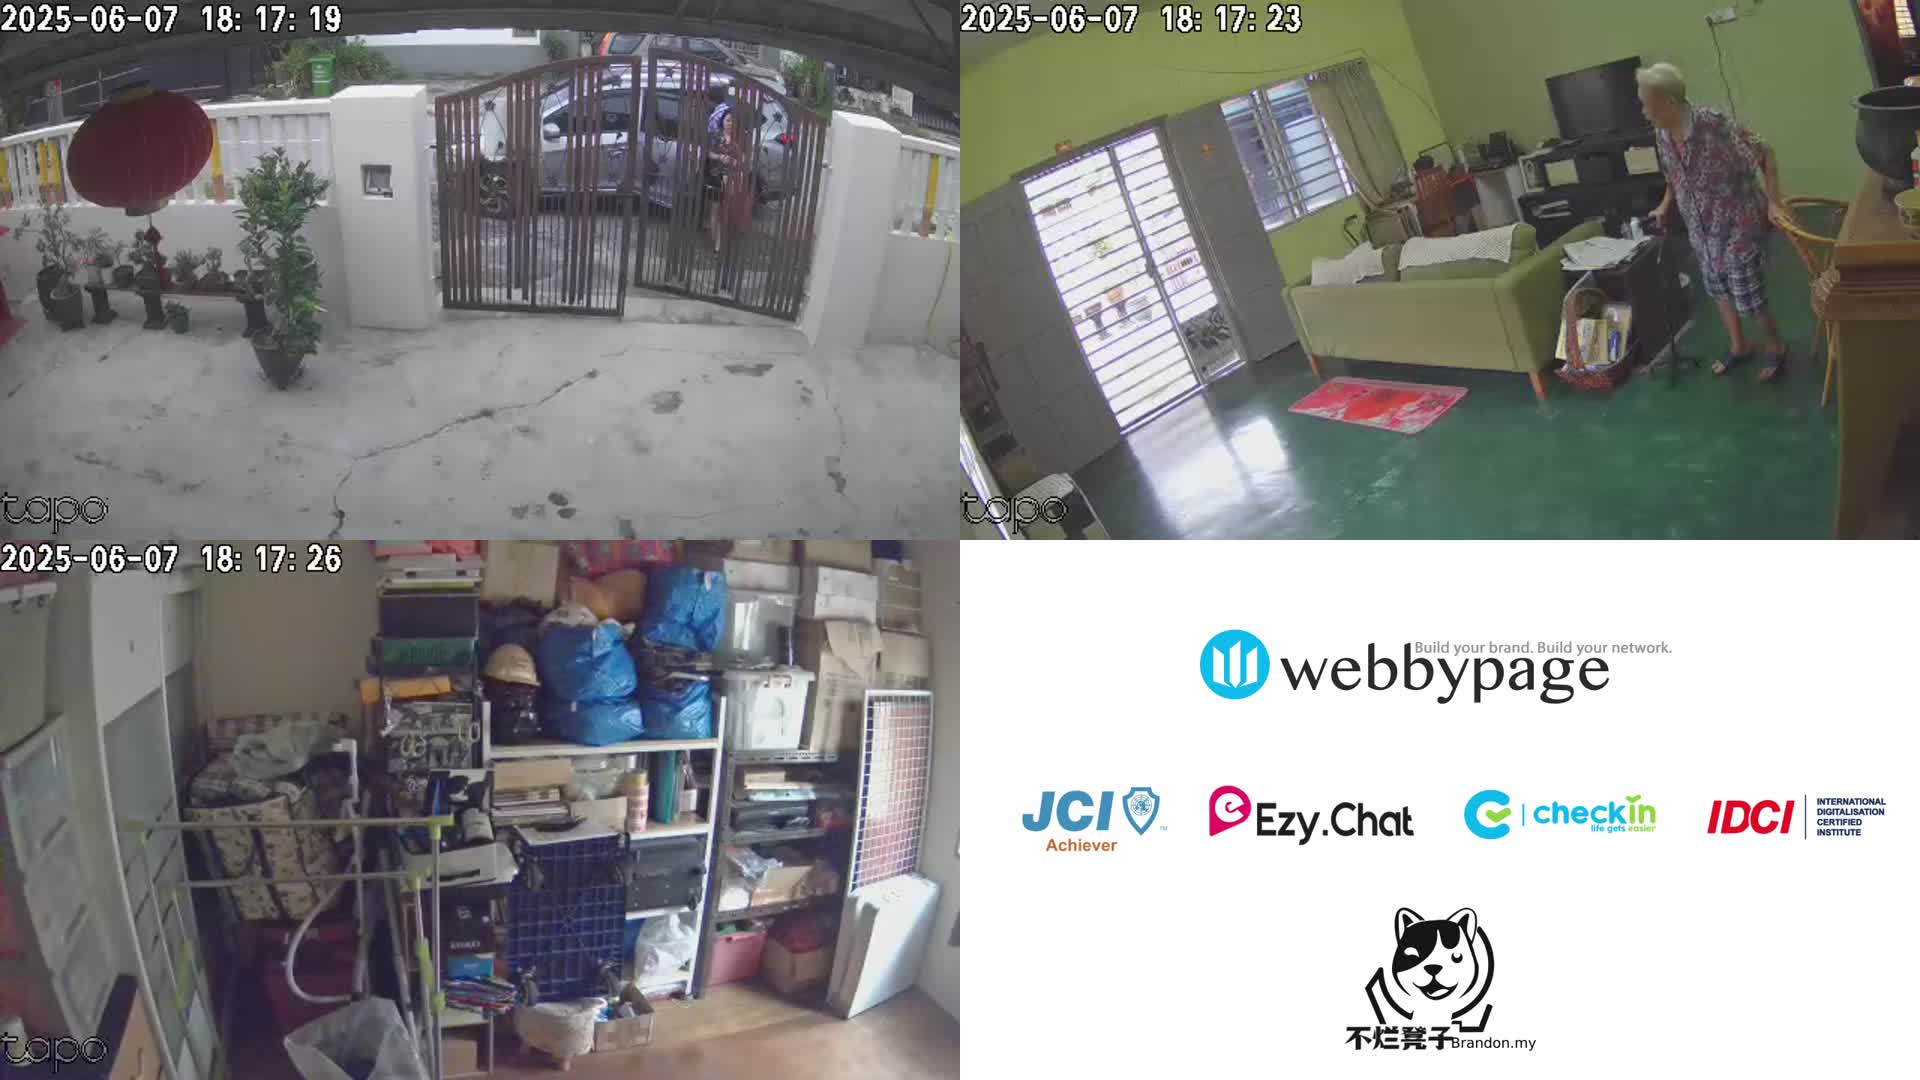 2025-06-07 18:17:19
tapo
2025-06-07 18:17:23
tapo
2025-06-07 18:17:26
tapo
Build your brand. Build your network.
webbypage
JCI
TM
Achiever
Ezy.Chat
checkin
life gets easier
IDCI
INTERNATIONAL
DIGITALISATION
CERTIFIED
INSTITUTE
不烂凳子
Brandon.my